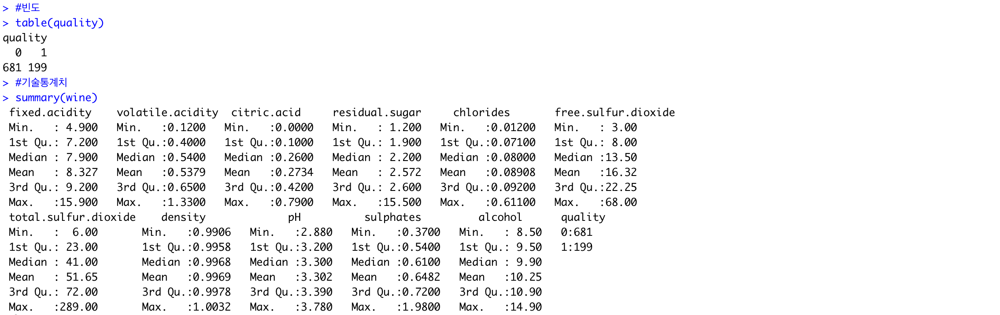 > #빈도
> table(quality)
quality
  0   1
681 199
> #기술통계치
> summary(wine)
 fixed.acidity    volatile.acidity  citric.acid     residual.sugar     chlorides       free.sulfur.dioxide
 Min.   : 4.900   Min.   :0.1200   Min.   :0.0000   Min.   : 1.200   Min.   :0.01200   Min.   : 3.00
 1st Qu.: 7.200   1st Qu.:0.4000   1st Qu.:0.1000   1st Qu.: 1.900   1st Qu.:0.07100   1st Qu.: 8.00
 Median : 7.900   Median :0.5400   Median :0.2600   Median : 2.200   Median :0.08000   Median :13.50
 Mean   : 8.327   Mean   :0.5379   Mean   :0.2734   Mean   : 2.572   Mean   :0.08908   Mean   :16.32
 3rd Qu.: 9.200   3rd Qu.:0.6500   3rd Qu.:0.4200   3rd Qu.: 2.600   3rd Qu.:0.09200   3rd Qu.:22.25
 Max.   :15.900   Max.   :1.3300   Max.   :0.7900   Max.   :15.500   Max.   :0.61100   Max.   :68.00
 total.sulfur.dioxide    density             pH          sulphates         alcohol      quality
 Min.   :  6.00       Min.   :0.9906   Min.   :2.880   Min.   :0.3700   Min.   : 8.50   0:681
 1st Qu.: 23.00       1st Qu.:0.9958   1st Qu.:3.200   1st Qu.:0.5400   1st Qu.: 9.50   1:199
 Median : 41.00       Median :0.9968   Median :3.300   Median :0.6100   Median : 9.90
 Mean   : 51.65       Mean   :0.9969   Mean   :3.302   Mean   :0.6482   Mean   :10.25
 3rd Qu.: 72.00       3rd Qu.:0.9978   3rd Qu.:3.390   3rd Qu.:0.7200   3rd Qu.:10.90
 Max.   :289.00       Max.   :1.0032   Max.   :3.780   Max.   :1.9800   Max.   :14.90